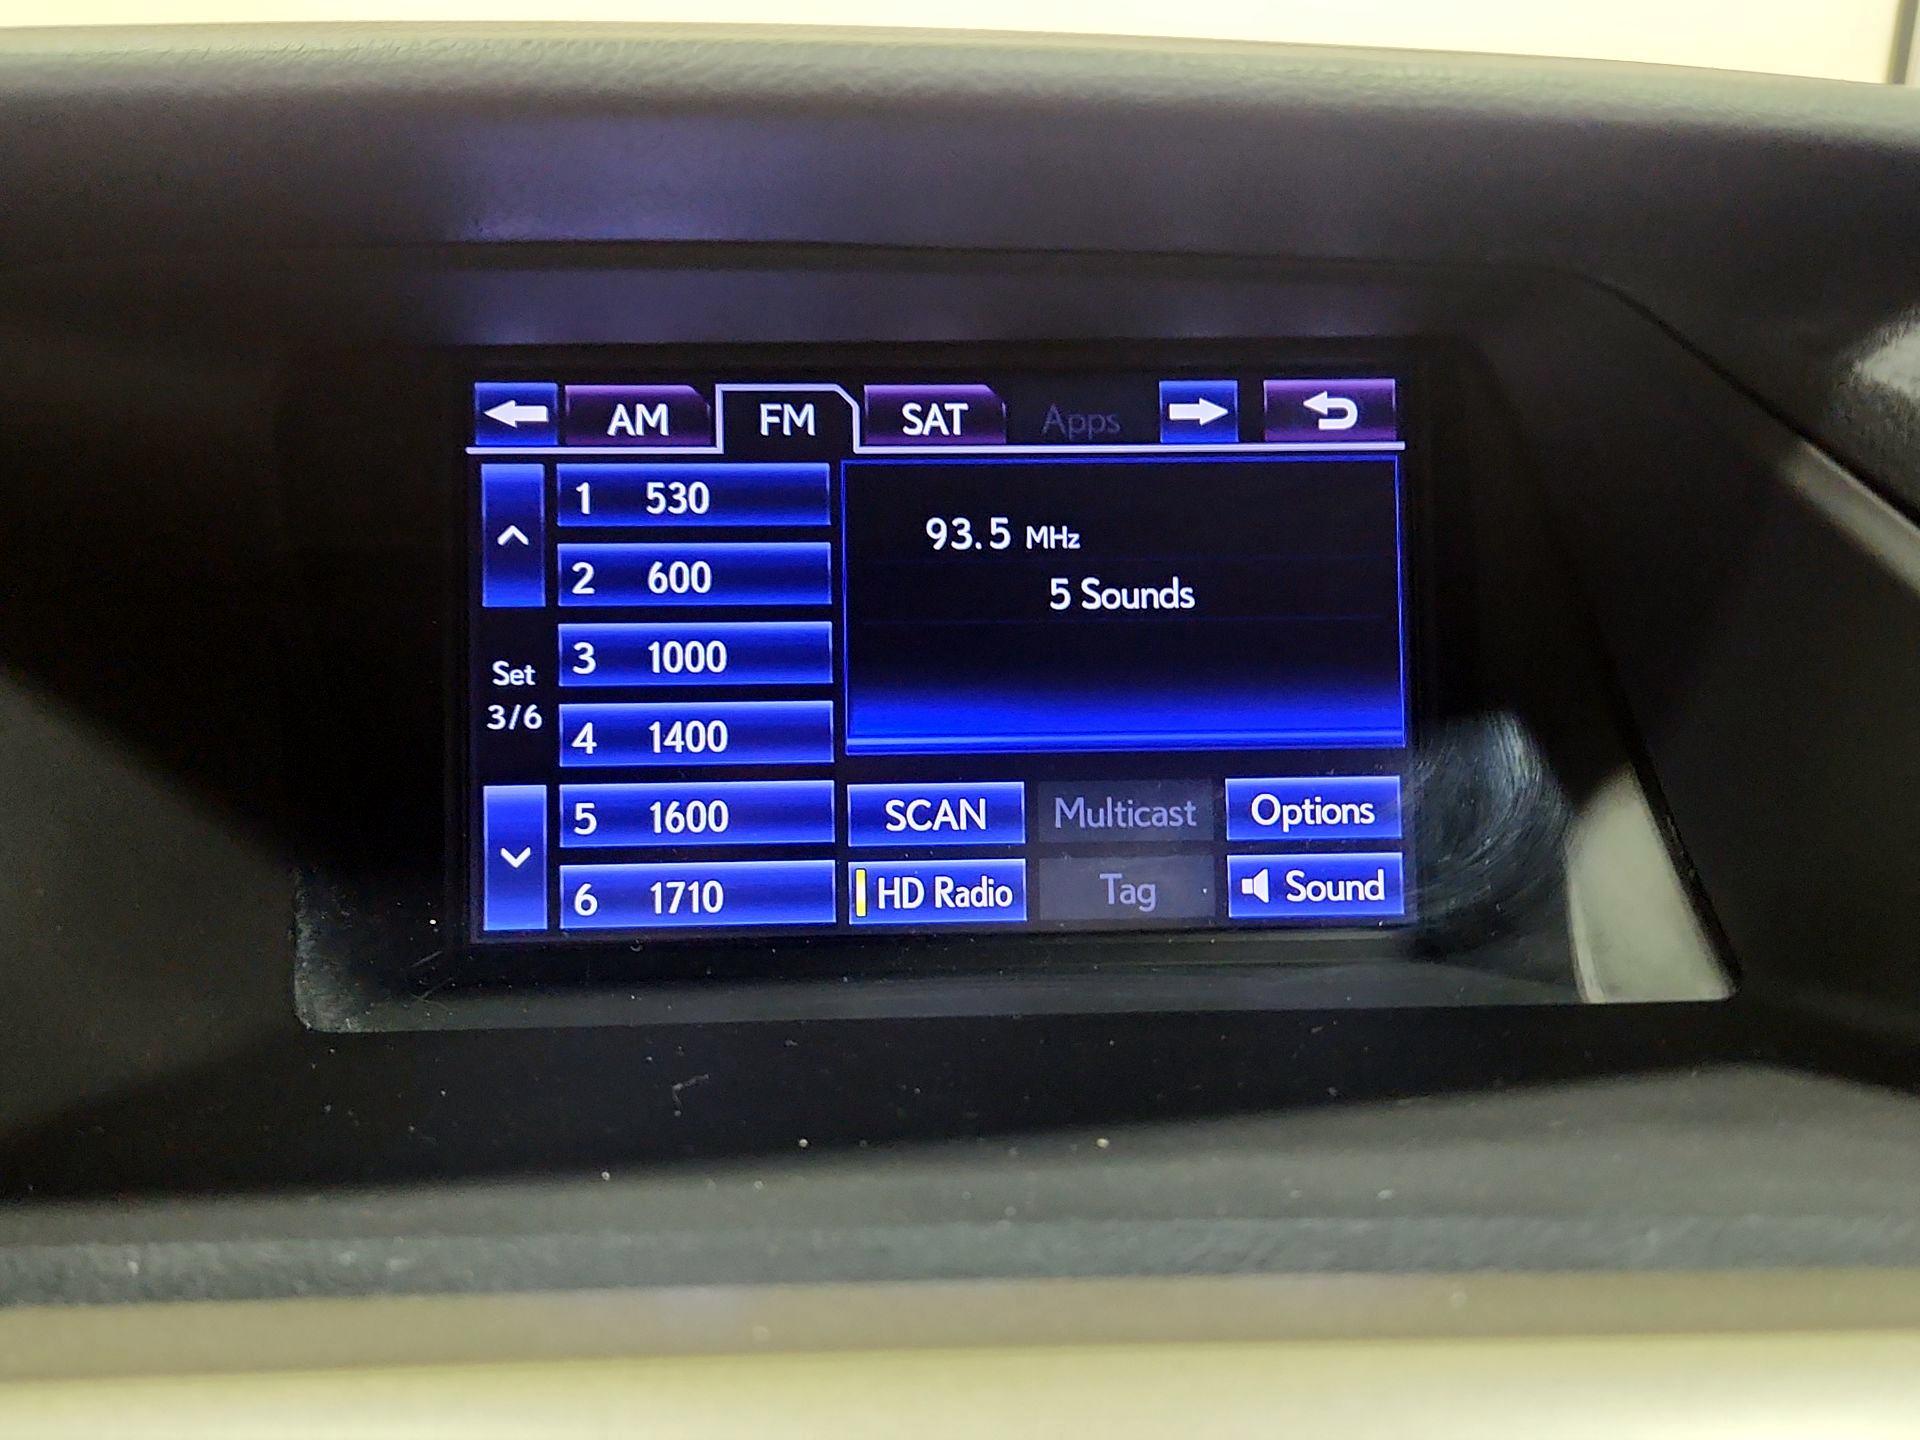 AM FM SAT Apps
1 530
2 600
3 1000
4 1400
5 1600
6 1710
Set
3/6
93.5 MHz
5 Sounds
SCAN Multicast Options
HD Radio Tag Sound